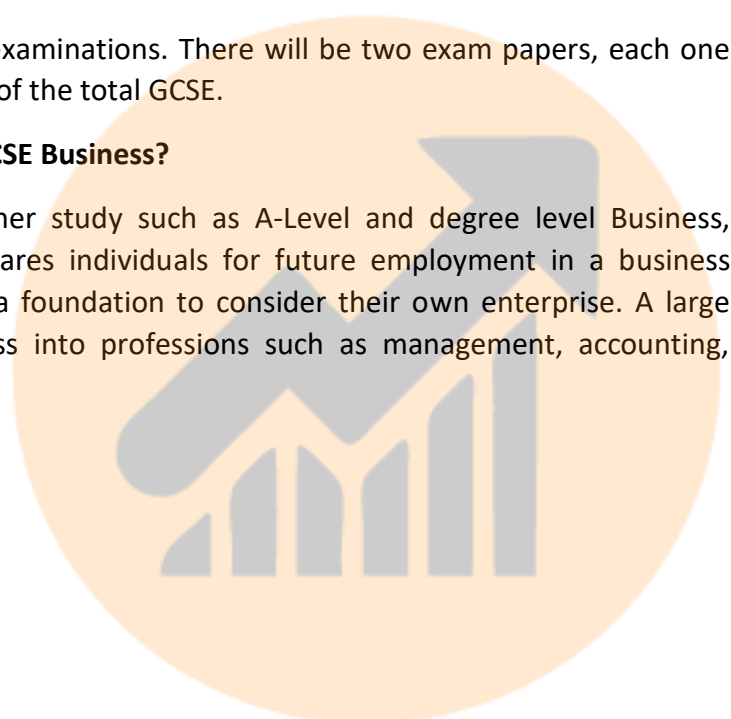 examinations. There will be two exam papers, each one
of the total GCSE.
CSE Business?
her study such as A-Level and degree level Business,
ares individuals for future employment in a business
a foundation to consider their own enterprise. A large
ss into professions such as management, accounting,